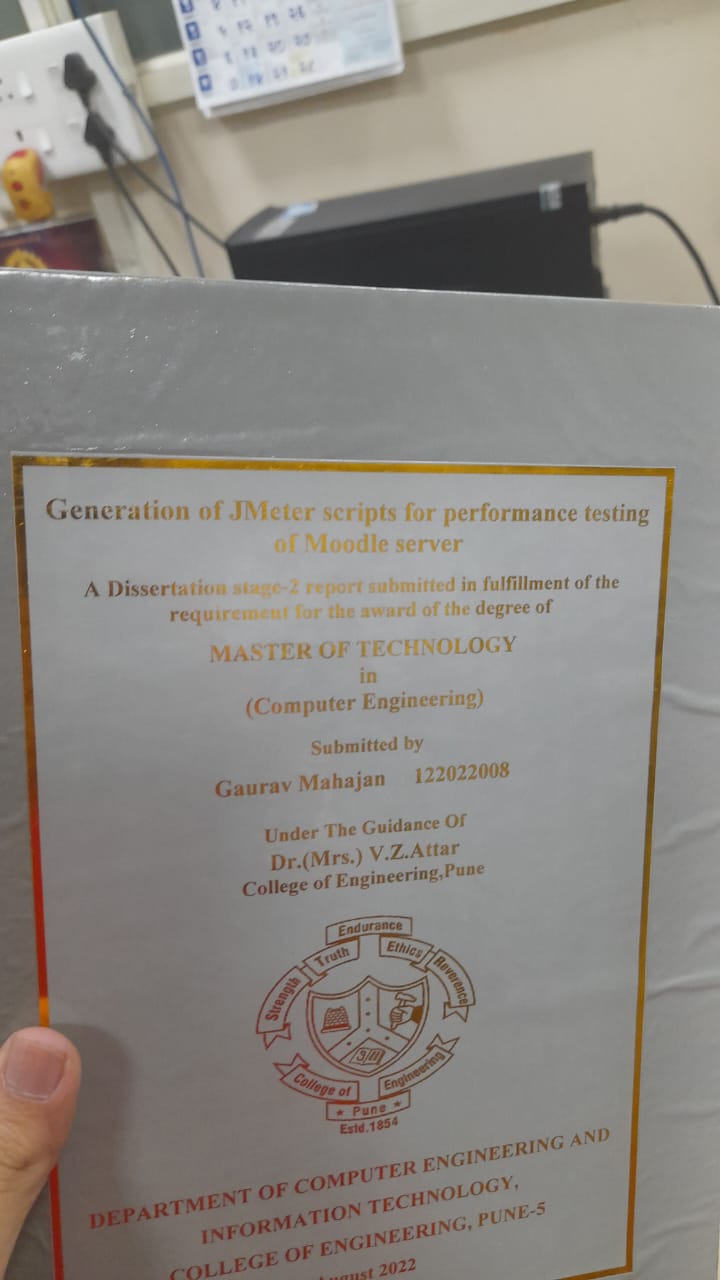 Generation of JMeter scripts for performance testing
of Moodle server
A Dissertation stage-2 report submitted in fulfillment of the
requirement for the award of the degree of
MASTER OF TECHNOLOGY
in
(Computer Engineering)
Submitted by
Gaurav Mahajan 122022008
Under The Guidance Of
Dr.(Mrs.) V.Z.Attar
College of Engineering,Pune
Strength Truth Endurance Ethics Reverence
College of Engineering
★ Pune ★
Estd.1854
DEPARTMENT OF COMPUTER ENGINEERING AND
INFORMATION TECHNOLOGY,
COLLEGE OF ENGINEERING, PUNE-5
August 2022